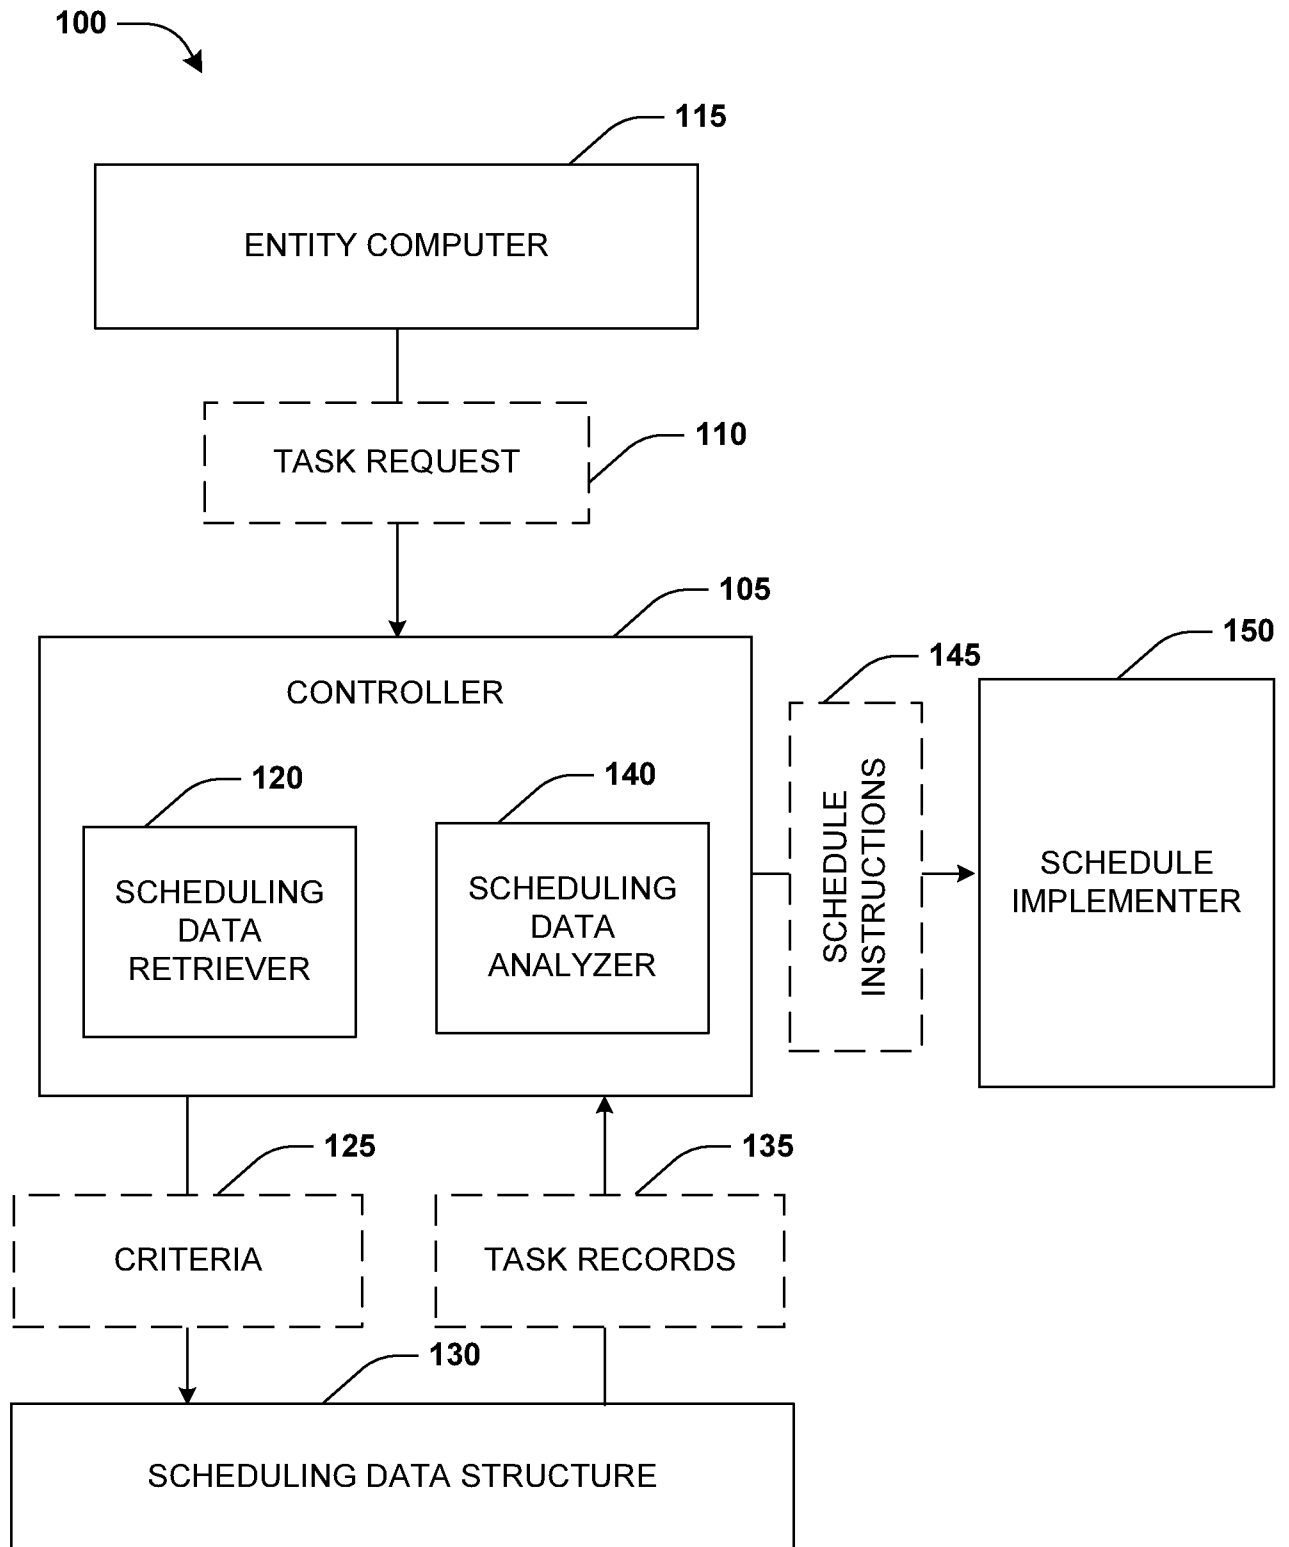 100
115
ENTITY COMPUTER
110
TASK REQUEST
105
CONTROLLER
120
SCHEDULING
DATA
RETRIEVER
140
SCHEDULING
DATA
ANALYZER
145
SCHEDULE
INSTRUCTIONS
150
SCHEDULE
IMPLEMENTER
125
CRITERIA
135
TASK RECORDS
130
SCHEDULING DATA STRUCTURE